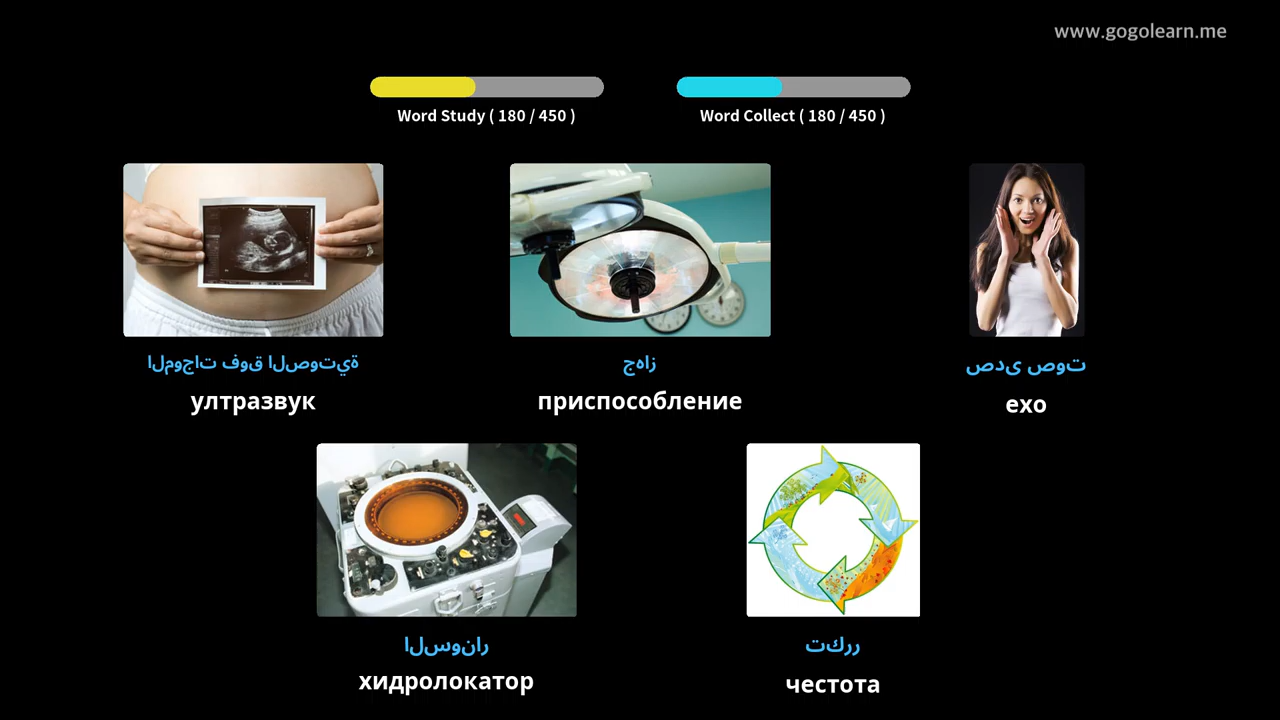 www.gogolearn.me
Word Study ( 180 / 450 )
Word Collect ( 180 / 450 )
الموجات فوق الصوتية
جهاز
صدى صوت
ултразвук
приспособление
ехо
السونار
تكرر
хидролокатор
честота